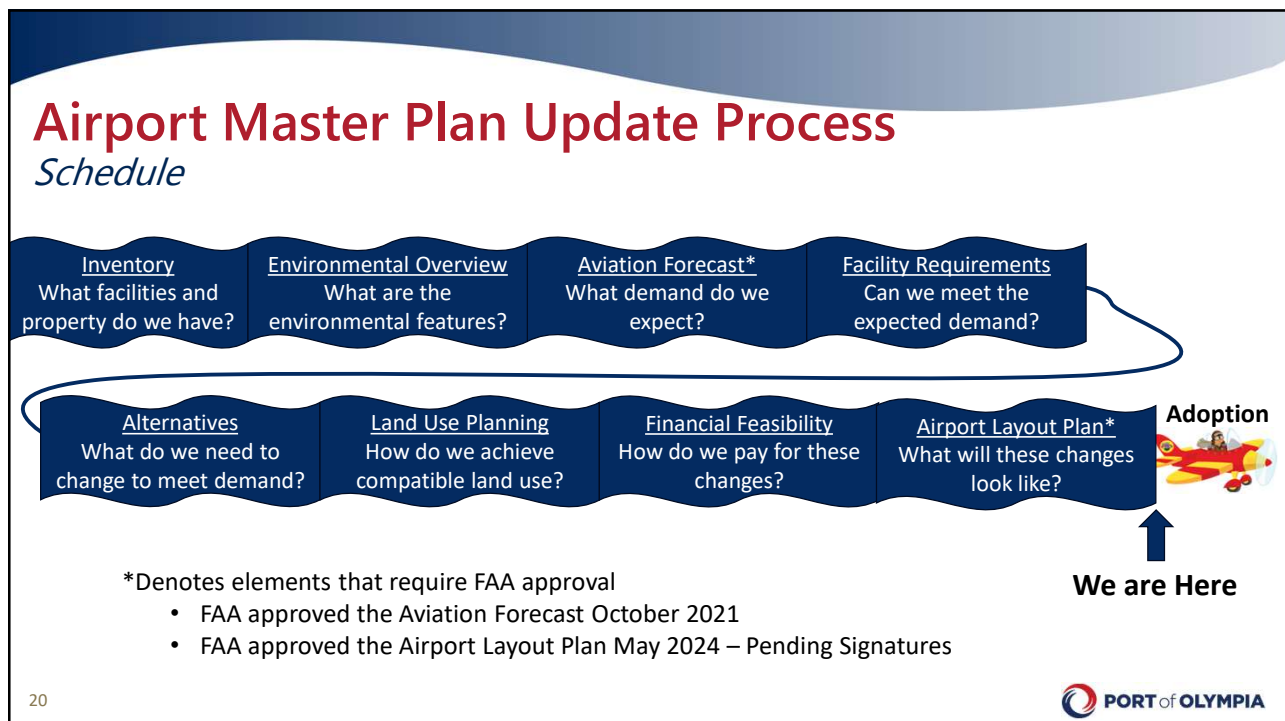 Airport Master Plan Update Process
Schedule
Inventory
What facilities and
property do we have?
Environmental Overview
What are the
environmental features?
Aviation Forecast*
What demand do we
expect?
Facility Requirements
Can we meet the
expected demand?
Alternatives
What do we need to
change to meet demand?
Land Use Planning
How do we achieve
compatible land use?
Financial Feasibility
How do we pay for these
changes?
Airport Layout Plan*
What will these changes
look like?
Adoption
We are Here
*Denotes elements that require FAA approval
• FAA approved the Aviation Forecast October 2021
• FAA approved the Airport Layout Plan May 2024 – Pending Signatures
20
PORT of OLYMPIA